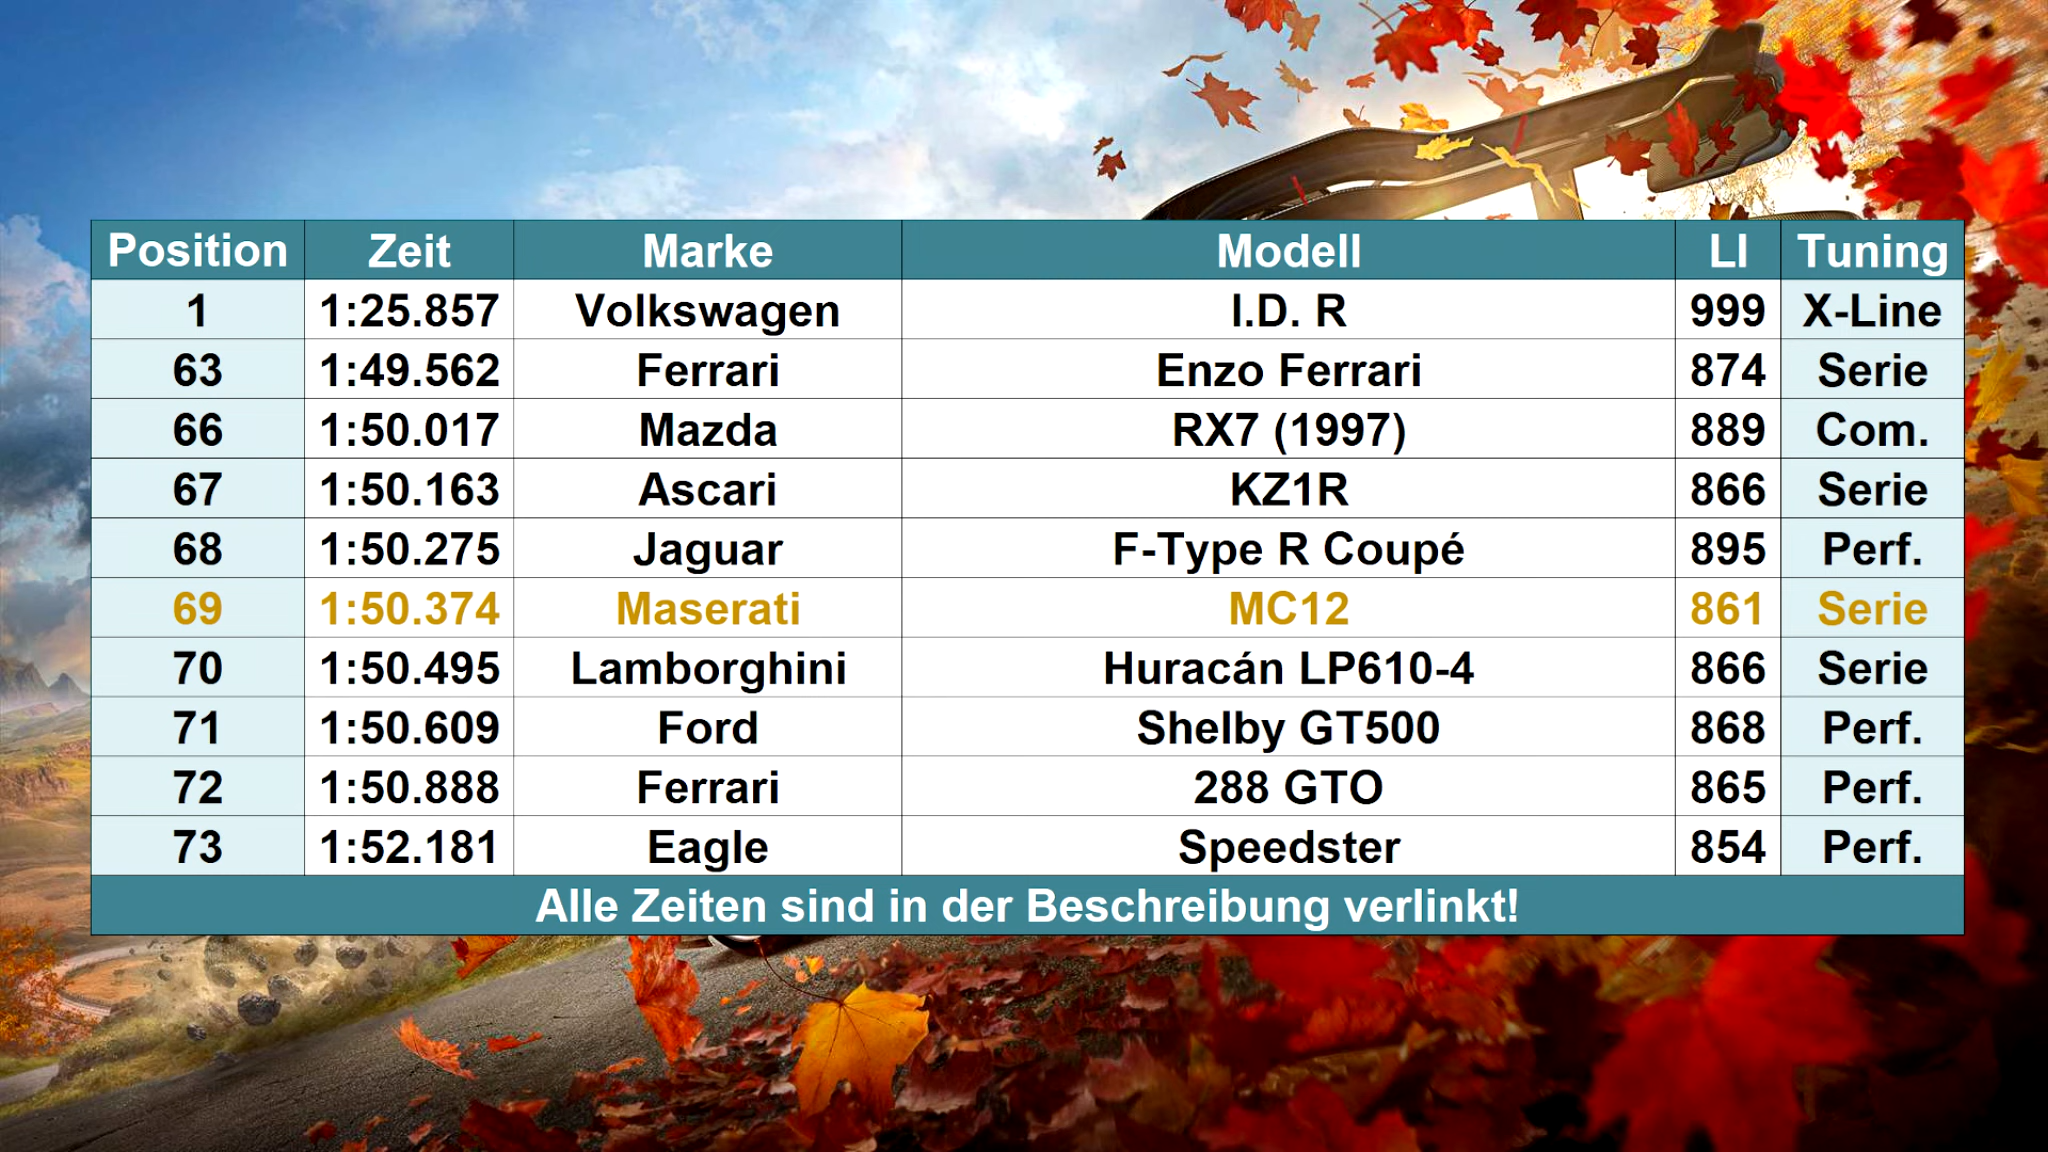 Position Zeit Marke Modell LI Tuning
1 1:25.857 Volkswagen I.D. R 999 X-Line
63 1:49.562 Ferrari Enzo Ferrari 874 Serie
66 1:50.017 Mazda RX7 (1997) 889 Com.
67 1:50.163 Ascari KZ1R 866 Serie
68 1:50.275 Jaguar F-Type R Coupé 895 Perf.
69 1:50.374 Maserati MC12 861 Serie
70 1:50.495 Lamborghini Huracán LP610-4 866 Serie
71 1:50.609 Ford Shelby GT500 868 Perf.
72 1:50.888 Ferrari 288 GTO 865 Perf.
73 1:52.181 Eagle Speedster 854 Perf.
Alle Zeiten sind in der Beschreibung verlinkt!